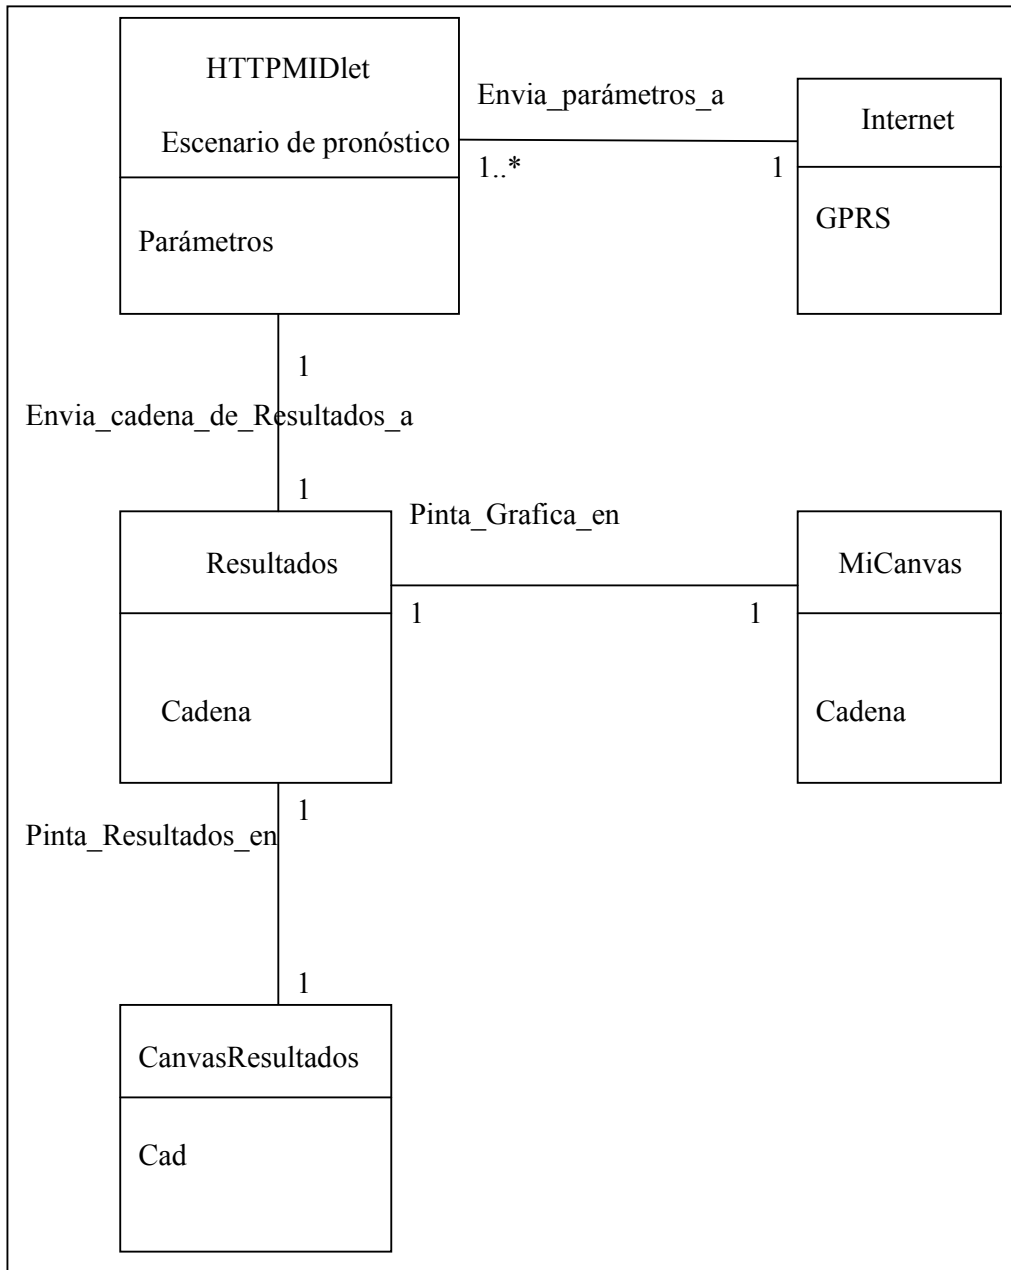 HTTPMIDlet
Escenario de pronóstico
Parámetros
Envia_parámetros_a
1..*
1
Internet
GPRS
1
Envia_cadena_de_Resultados_a
1
Resultados
Cadena
Pinta_Grafica_en
1
1
MiCanvas
Cadena
1
Pinta_Resultados_en
1
CanvasResultados
Cad